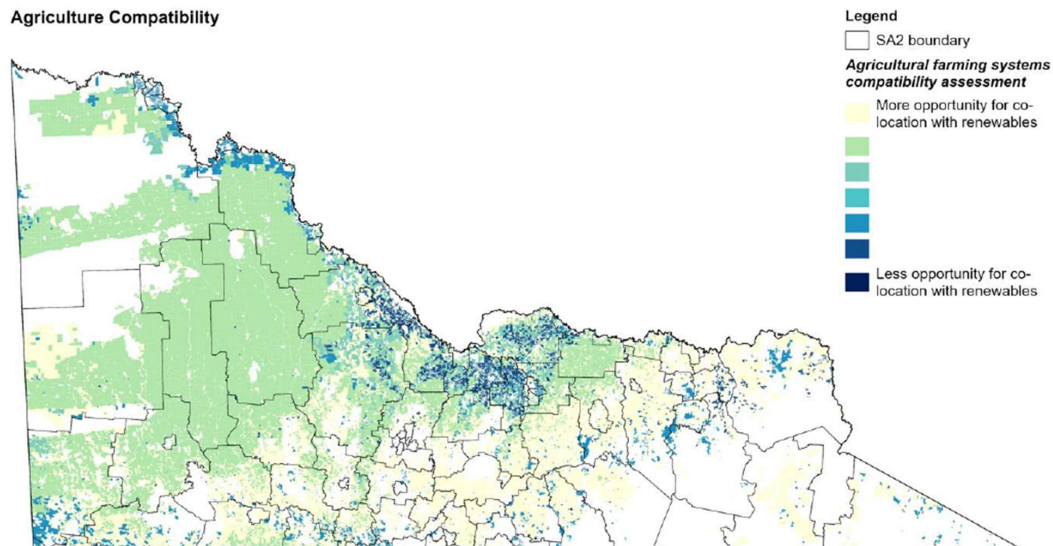 Agriculture Compatibility
Legend
SA2 boundary
Agricultural farming systems
compatibility assessment
More opportunity for co-
location with renewables
Less opportunity for co-
location with renewables